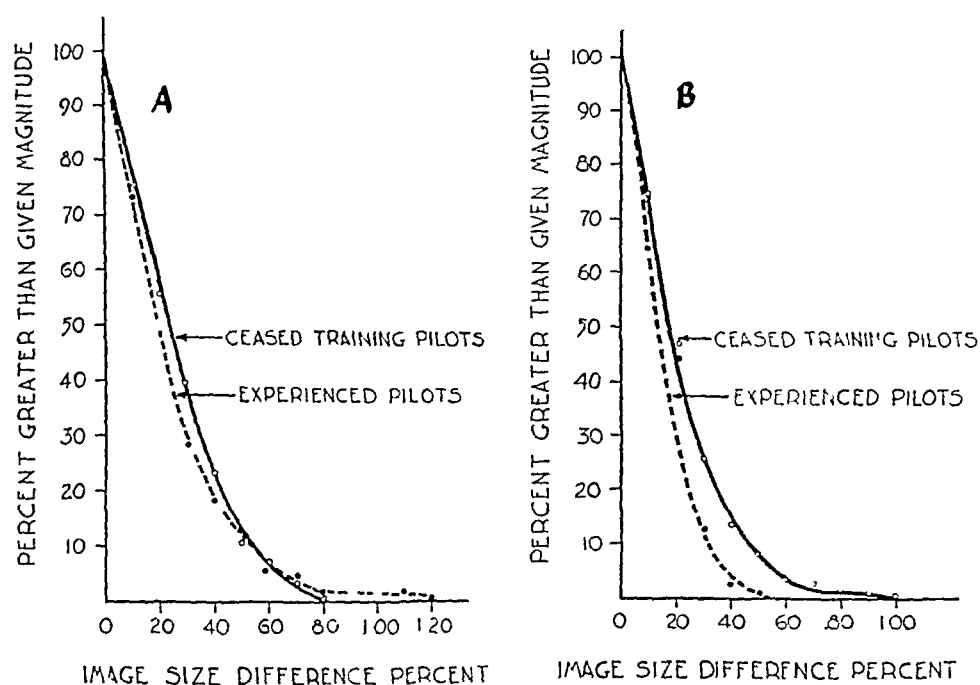 A
PERCENT GREATER THAN GIVEN MAGNITUDE
100
90
80
70
60
50
40
30
20
10
CEASED TRAINING PILOTS
EXPERIENCED PILOTS
0 20 40 60 80 100 120
IMAGE SIZE DIFFERENCE PERCENT
B
PERCENT GREATER THAN GIVEN MAGNITUDE
100
90
80
70
60
50
40
30
20
10
CEASED TRAINING PILOTS
EXPERIENCED PILOTS
0 20 40 60 80 100
IMAGE SIZE DIFFERENCE PERCENT